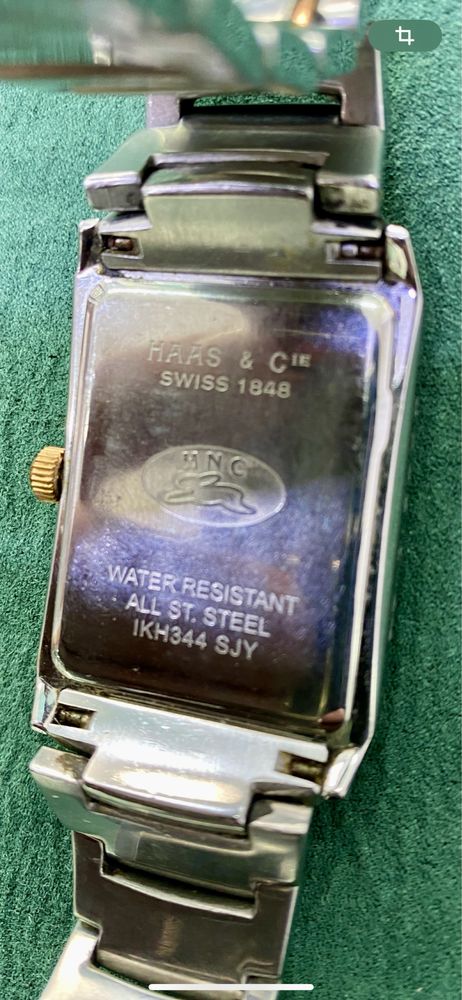 HAAS & CIE
SWISS 1848
HNC
WATER RESISTANT
ALL ST. STEEL
IKH344 SJY